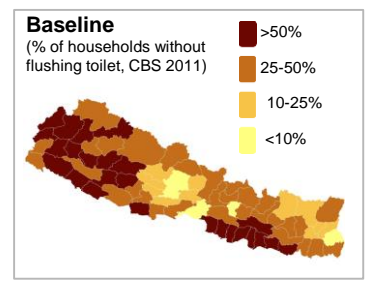 Baseline
(% of households without
flushing toilet, CBS 2011)
>50%
25-50%
10-25%
<10%